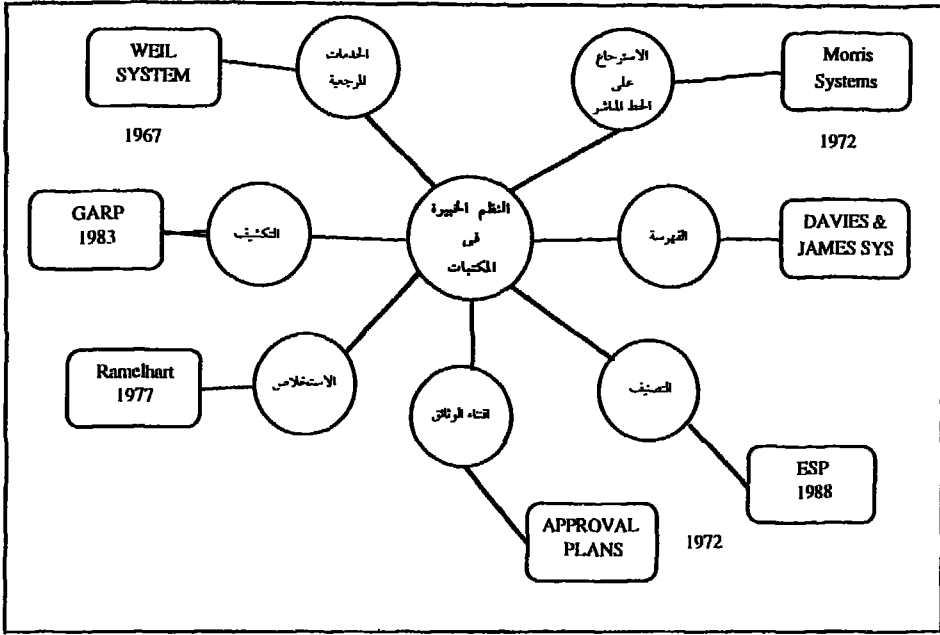 WEIL
SYSTEM
1967
الخدمات
المرجعية
الاسترجاع
على
الخط المباشر
Morris
Systems
1972
GARP
1983
التكشيف
النظم الخبيرة
فى
المكتبات
الفهرسة
DAVIES &
JAMES SYS
Ramelhart
1977
الاستخلاص
اقتناء الوثائق
التصنيف
ESP
1988
APPROVAL
PLANS
1972